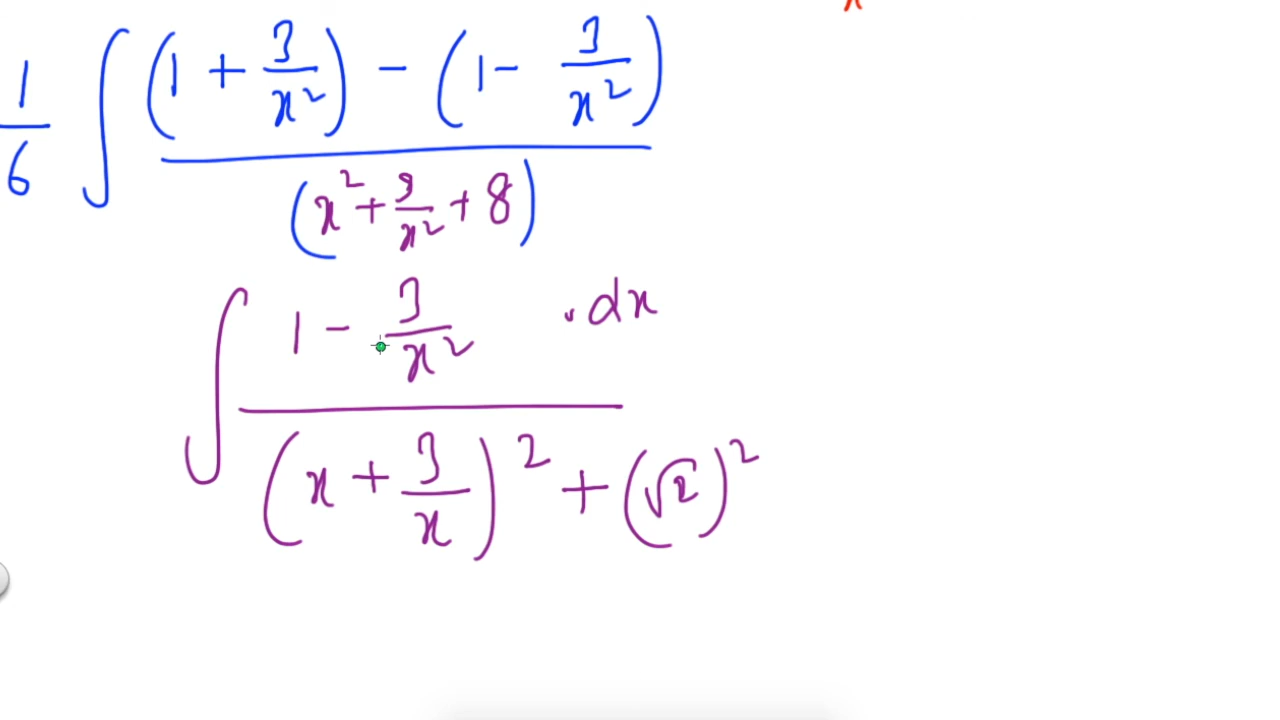 1/6 ∫ ((1 + 3/x²) - (1 - 3/x²)) / (x² + 9/x² + 8)
∫ (1 - 3/x²) / ((x + 3/x)² + (√2)²) . dx